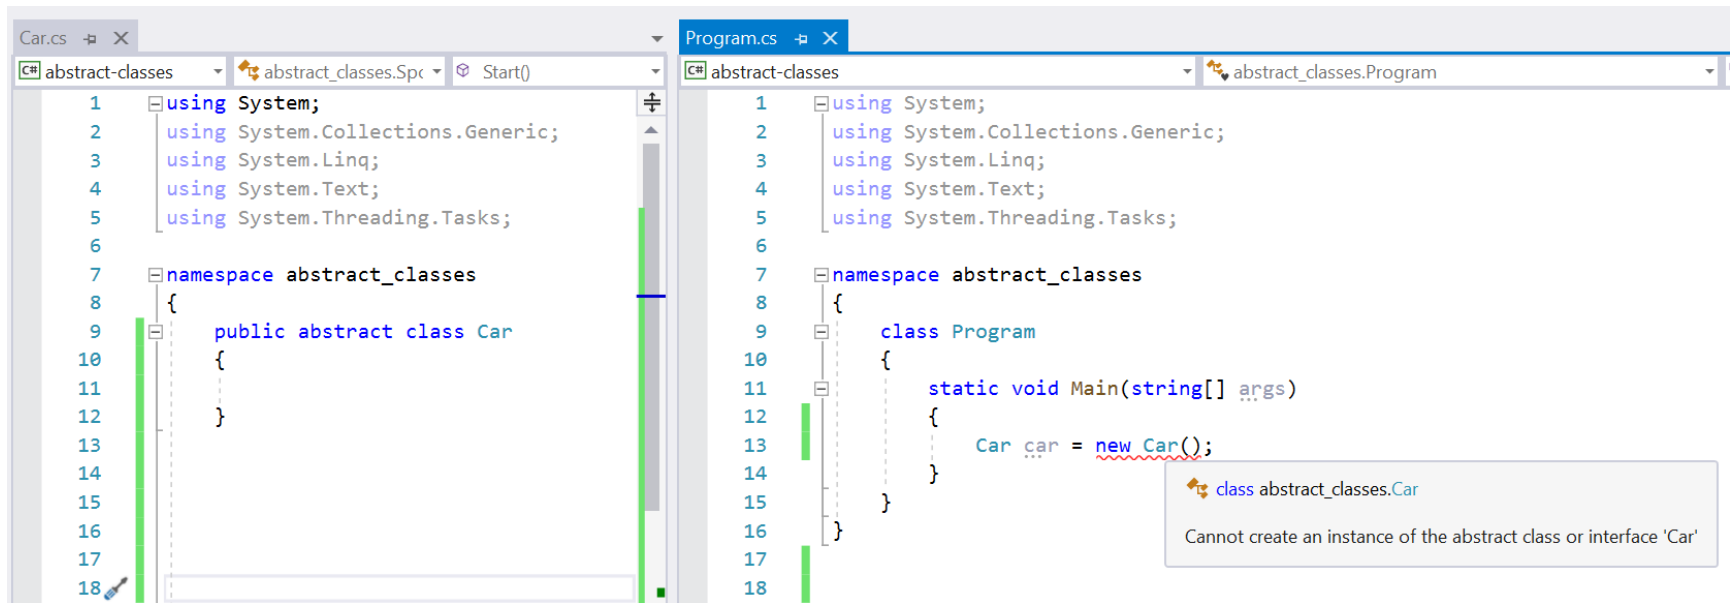 Car.cs
abstract-classes
abstract_classes.Spo
Start()
1 using System;
2 using System.Collections.Generic;
3 using System.Linq;
4 using System.Text;
5 using System.Threading.Tasks;
6
7 namespace abstract_classes
8 {
9 public abstract class Car
10 {
11
12 }
13
14
15
16
17
18
Program.cs
C# abstract-classes
abstract_classes.Program
1 using System;
2 using System.Collections.Generic;
3 using System.Linq;
4 using System.Text;
5 using System.Threading.Tasks;
6
7 namespace abstract_classes
8 {
9 class Program
10 {
11 static void Main(string[] args)
12 {
13 Car car = new Car();
14 }
15 }
16 }
17
18
class abstract_classes.Car
Cannot create an instance of the abstract class or interface 'Car'